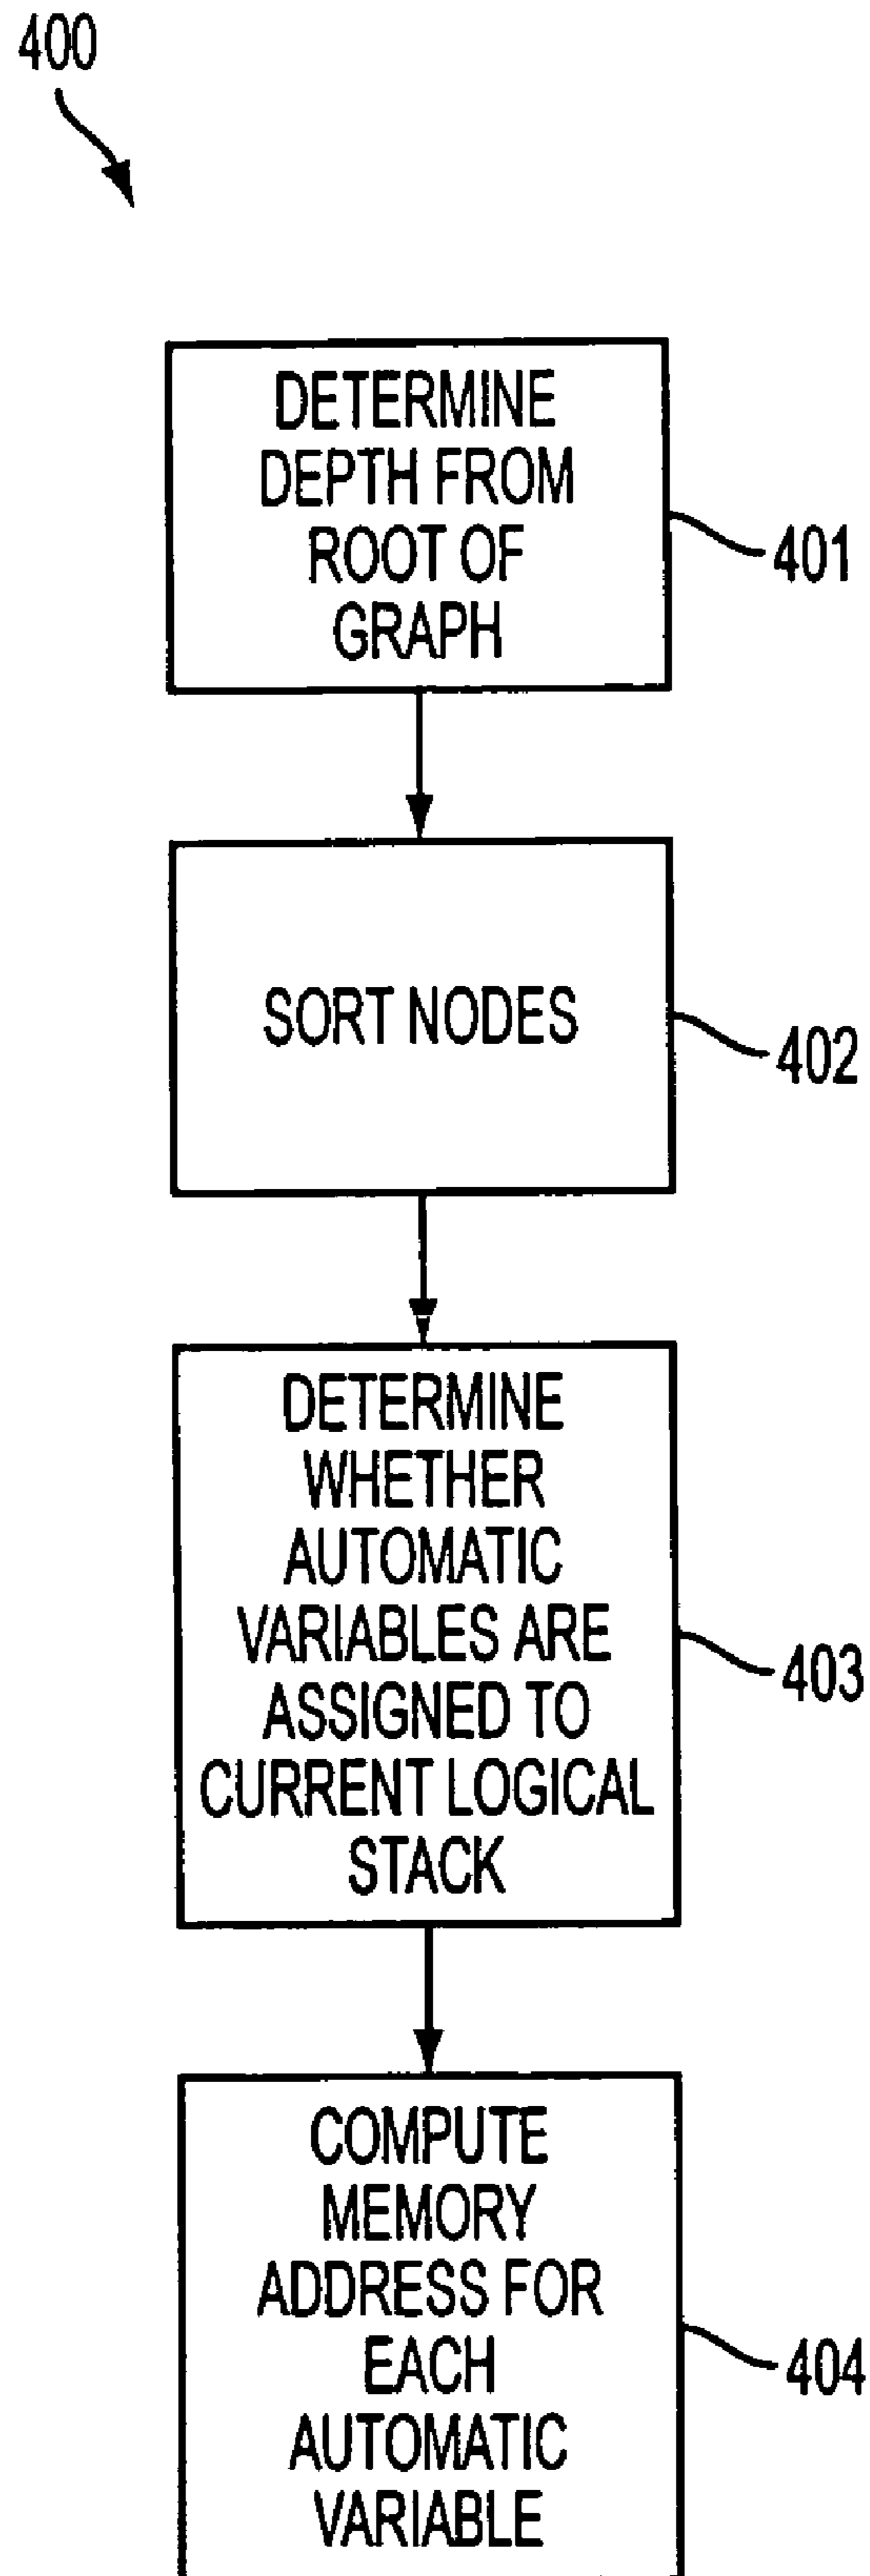 400
DETERMINE
DEPTH FROM
ROOT OF
GRAPH
401
SORT NODES
402
DETERMINE
WHETHER
AUTOMATIC
VARIABLES ARE
ASSIGNED TO
CURRENT LOGICAL
STACK
403
COMPUTE
MEMORY
ADDRESS FOR
EACH
AUTOMATIC
VARIABLE
404